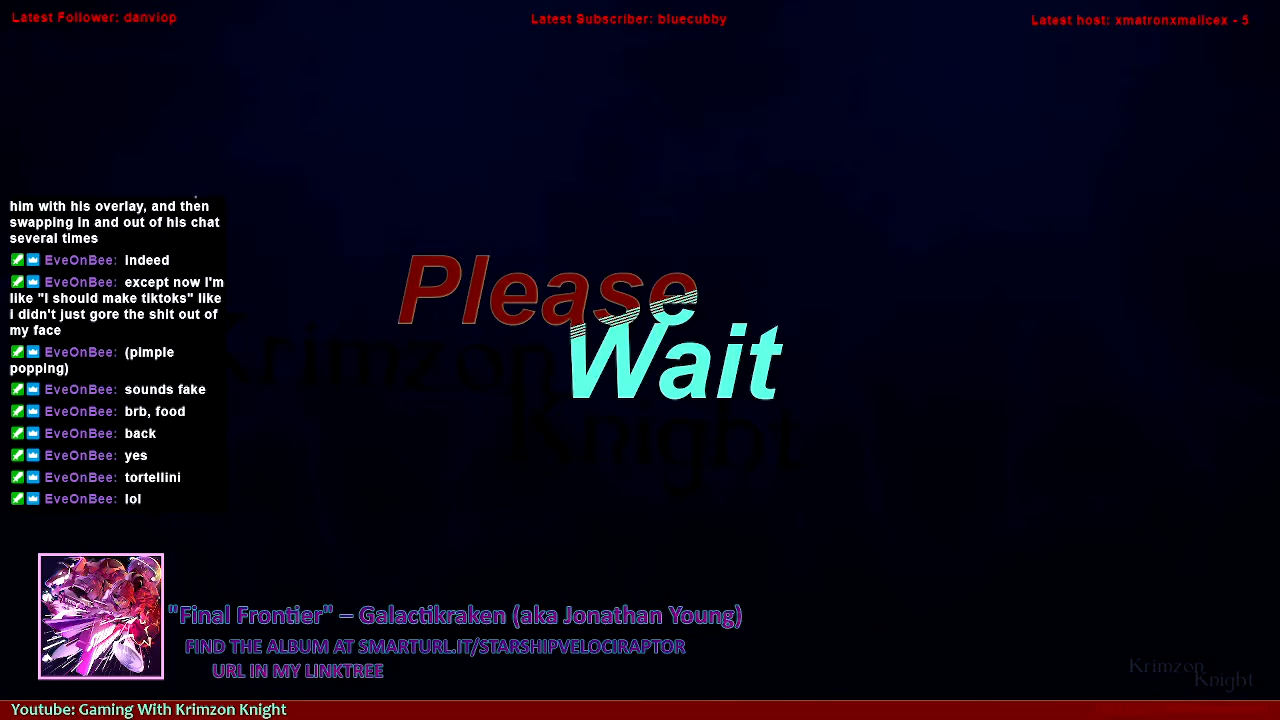 Latest Follower: danviop
Latest Subscriber: bluecubby
Latest host: xmatronxmalicex - 5
him with his overlay, and then
swapping in and out of his chat
several times
EveOnBee: Indeed
EveOnBee: except now I'm
like "I should make tiktoks" like
I didn't just gore the shit out of
my face
EveOnBee: (pimple
popping)
EveOnBee: sounds fake
EveOnBee: brb, food
EveOnBee: back
EveOnBee: yes
EveOnBee: tortellini
EveOnBee: lol
Please
Wait
Krimzon
Knight
"Final Frontier" – Galactikraken (aka Jonathan Young)
FIND THE ALBUM AT SMARTURL.IT/STARSHIPVELOCIRAPTOR
URL IN MY LINKTREE
Krimzon
Knight
Youtube: Gaming With Krimzon Knight